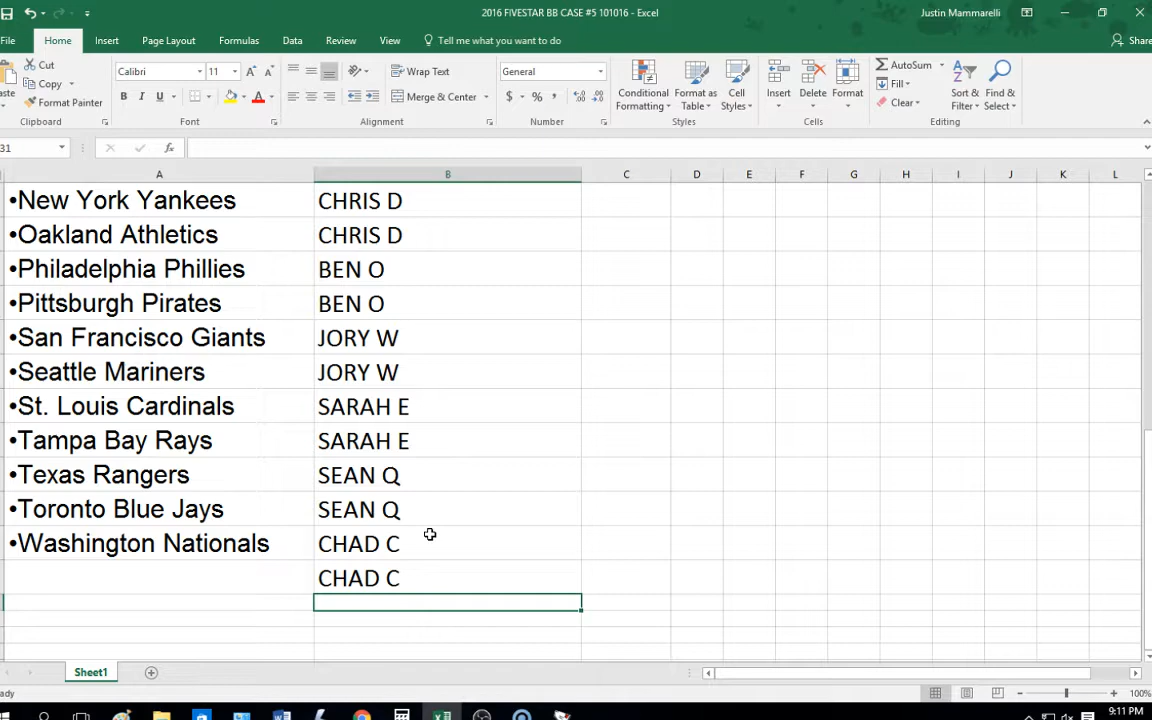 2016 FIVESTAR BB CASE #5 101016 - Excel
Justin Mammarelli
File Home Insert Page Layout Formulas Data Review View Tell me what you want to do Share
Cut
Copy
Format Painter
Clipboard
Calibri 11
B I U
Font
Wrap Text
Merge & Center
Alignment
General
$ % ,
Number
Conditional Formatting
Format as Table
Cell Styles
Styles
Insert Delete Format
Cells
AutoSum
Fill
Clear
Sort & Filter
Find & Select
Editing
31 fx
A B C D E F G H I J K L
•New York Yankees CHRIS D
•Oakland Athletics CHRIS D
•Philadelphia Phillies BEN O
•Pittsburgh Pirates BEN O
•San Francisco Giants JORY W
•Seattle Mariners JORY W
•St. Louis Cardinals SARAH E
•Tampa Bay Rays SARAH E
•Texas Rangers SEAN Q
•Toronto Blue Jays SEAN Q
•Washington Nationals CHAD C
CHAD C
Sheet1
ady 100%
9:11 PM